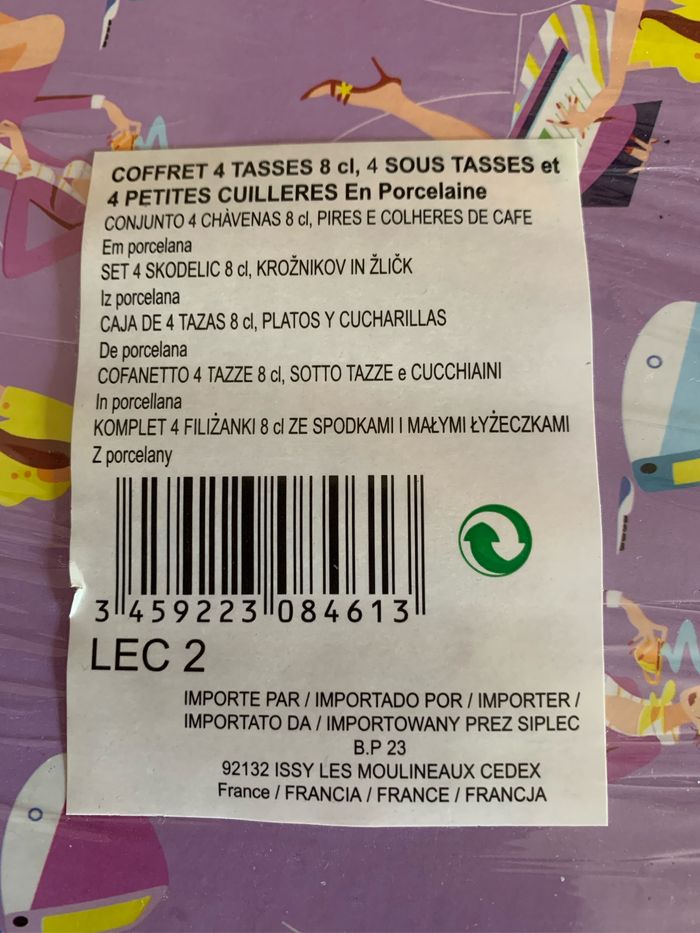 COFFRET 4 TASSES 8 cl, 4 SOUS TASSES et
4 PETITES CUILLERES En Porcelaine
CONJUNTO 4 CHÀVENAS 8 cl, PIRES E COLHERES DE CAFE
Em porcelana
SET 4 SKODELIC 8 cl, KROŽNIKOV IN ŽLIČK
Iz porcelana
CAJA DE 4 TAZAS 8 cl, PLATOS Y CUCHARILLAS
De porcelana
COFANETTO 4 TAZZE 8 cl, SOTTO TAZZE e CUCCHIAINI
In porcellana
KOMPLET 4 FILIŻANKI 8 cl ZE SPODKAMI I MAŁYMI ŁYŻECZKAMI
Z porcelany
3 459223 084613
LEC 2
IMPORTE PAR / IMPORTADO POR / IMPORTER /
IMPORTATO DA / IMPORTOWANY PREZ SIPLEC
B.P 23
92132 ISSY LES MOULINEAUX CEDEX
France / FRANCIA / FRANCE / FRANCJA